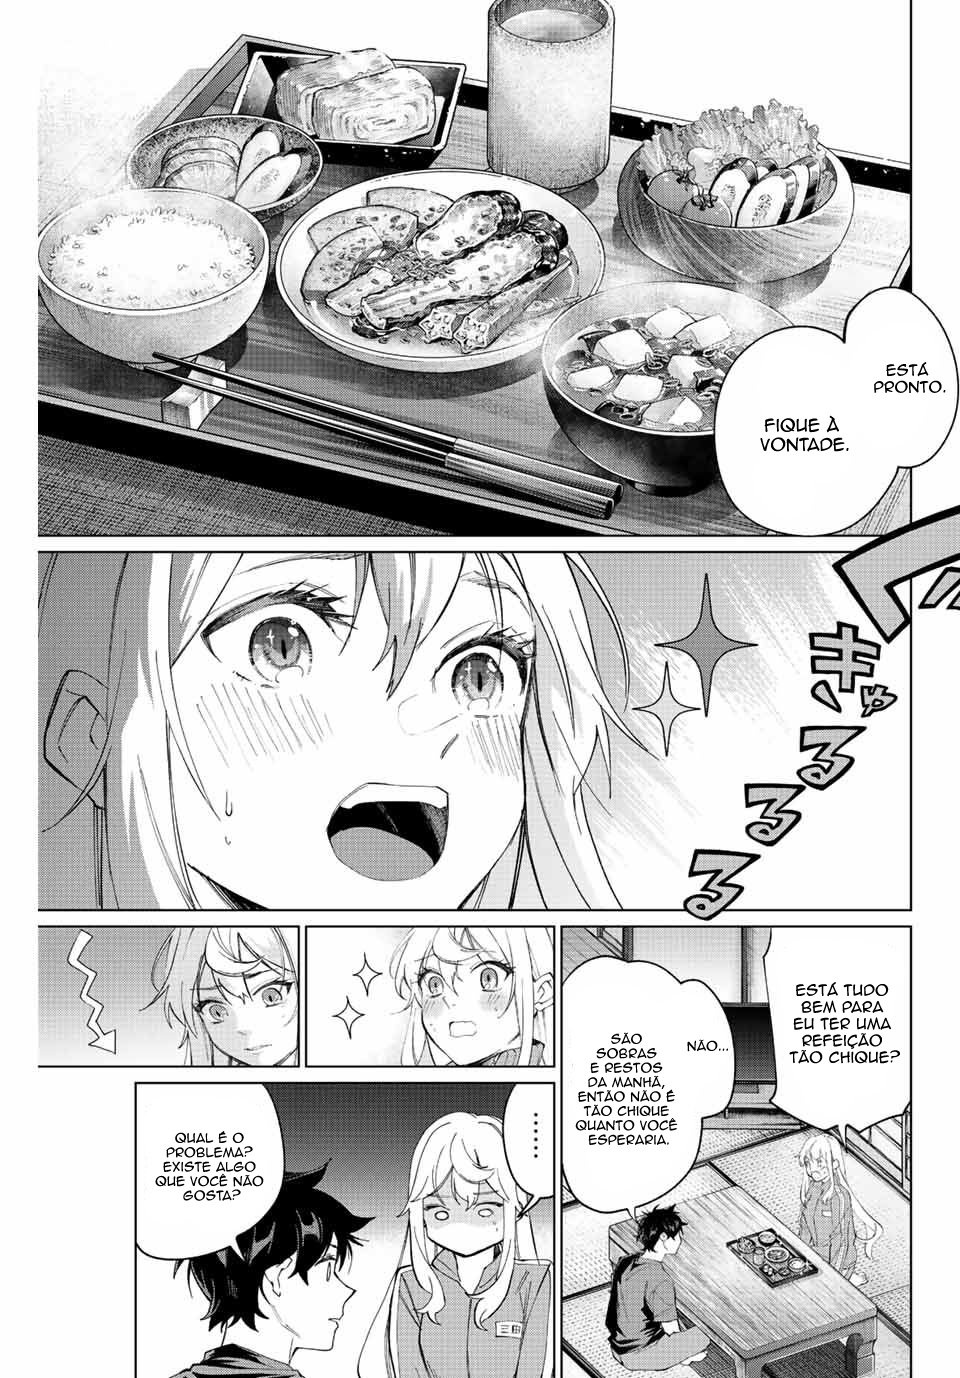 ESTÁ
PRONTO.
FIQUE À
VONTADE.
きゅるるる
ESTÁ TUDO
BEM PARA
EU TER UMA
REFEIÇÃO
TÃO CHIQUE?
NÃO...
SÃO
SOBRAS
E RESTOS
DA MANHÃ,
ENTÃO NÃO É
TÃO CHIQUE
QUANTO VOCÊ
ESPERARIA.
........
三田
QUAL É O
PROBLEMA?
EXISTE ALGO
QUE VOCÊ NÃO
GOSTA?